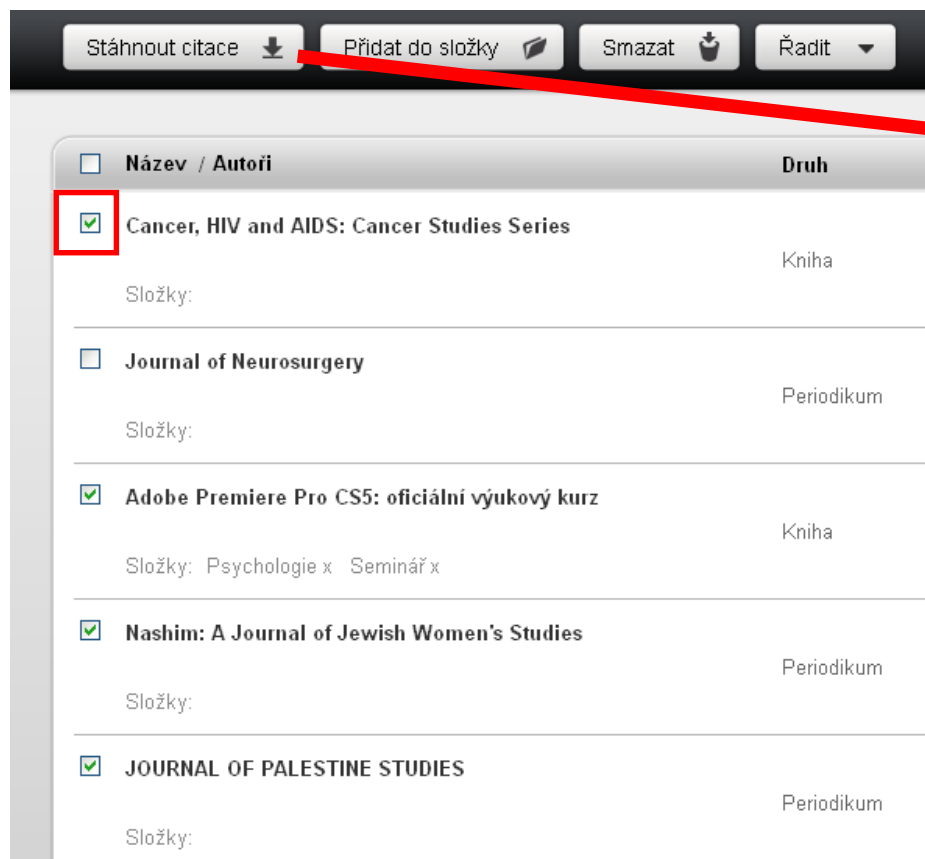 Stáhnout citace Přidat do složky Smazat Řadit
Název / Autoři Druh
Cancer, HIV and AIDS: Cancer Studies Series
Kniha
Složky:
Journal of Neurosurgery
Periodikum
Složky:
Adobe Premiere Pro CS5: oficiální výukový kurz
Kniha
Složky: Psychologie x Seminář x
Nashim: A Journal of Jewish Women's Studies
Periodikum
Složky:
JOURNAL OF PALESTINE STUDIES
Periodikum
Složky: